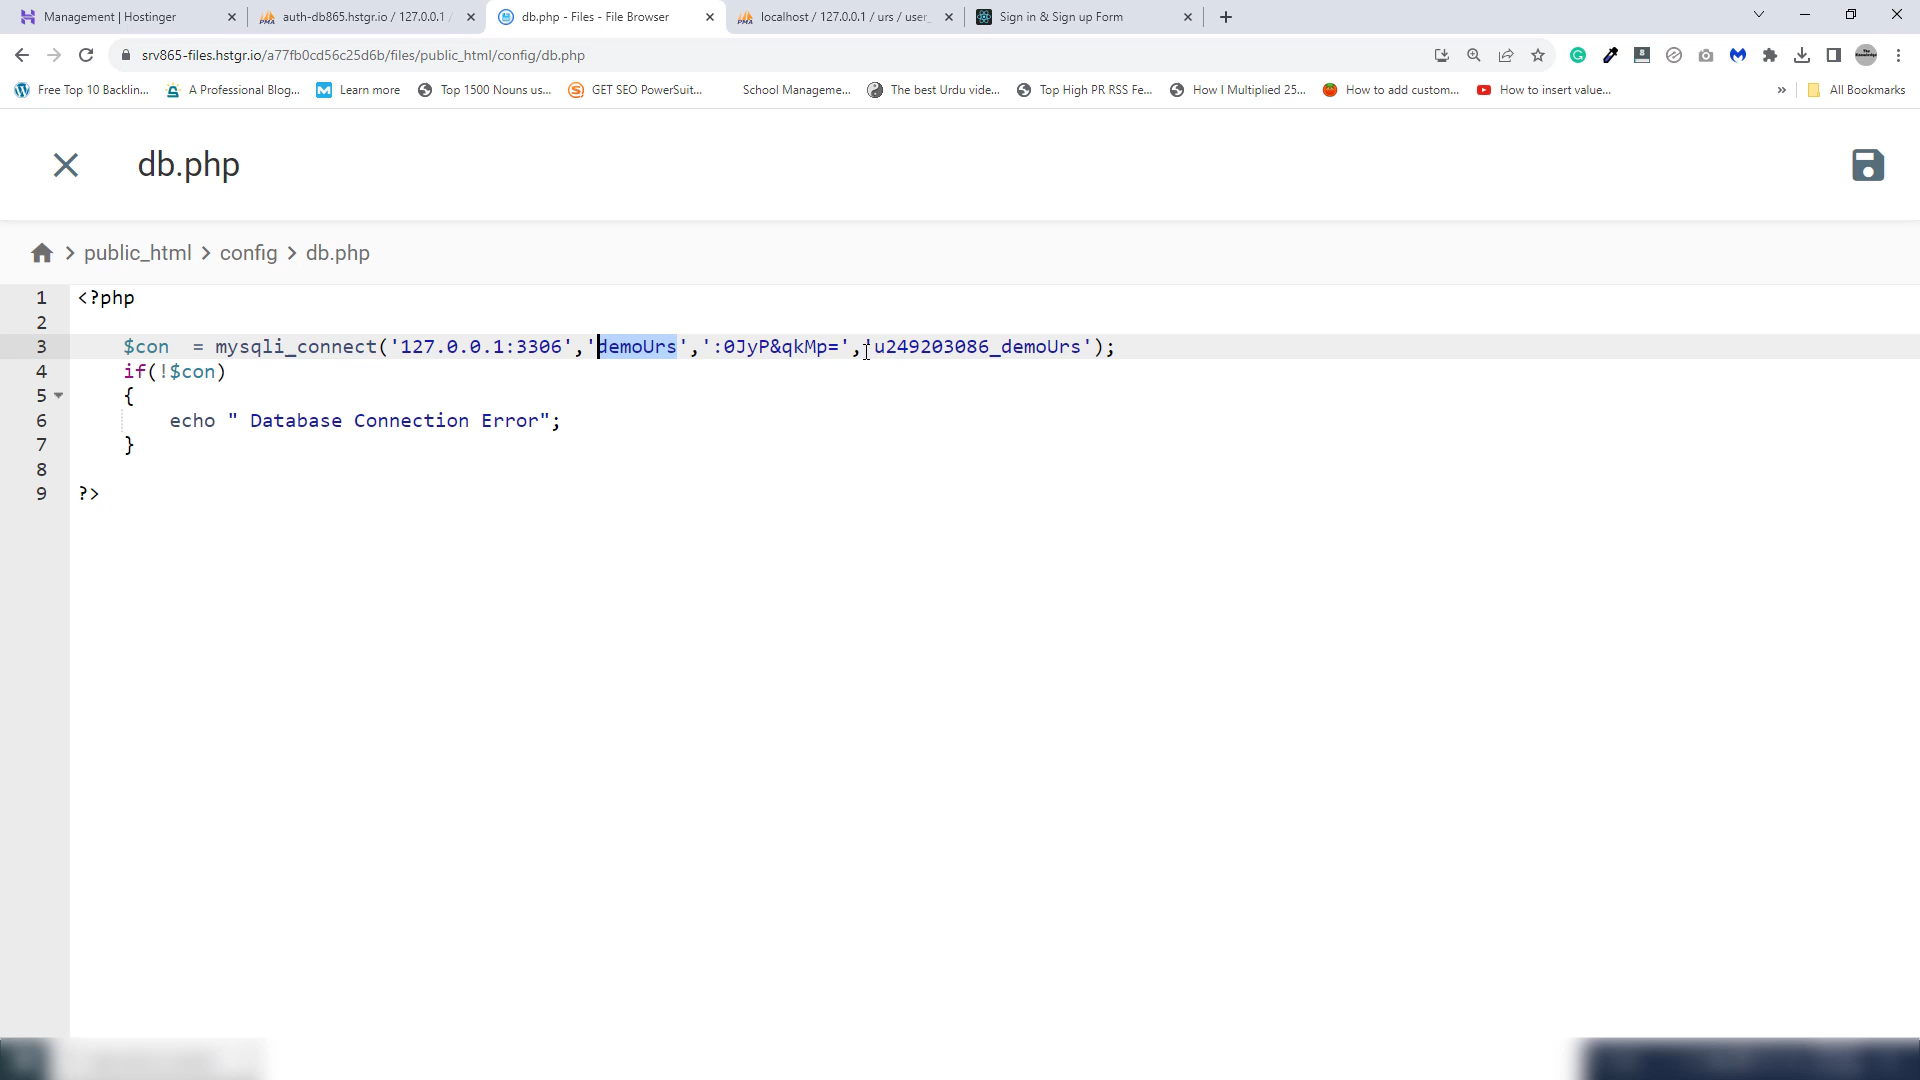 Management | Hostinger
auth-db865.hstgr.io / 127.0.0.1 /
db.php - Files - File Browser
localhost / 127.0.0.1 / urs / user_
Sign in & Sign up Form
srv865-files.hstgr.io/a77fb0cd56c25d6b/files/public_html/config/db.php
Free Top 10 Backlin...
A Professional Blog...
Learn more
Top 1500 Nouns us...
GET SEO PowerSuit...
School Manageme...
The best Urdu vide...
Top High PR RSS Fe...
How I Multiplied 25...
How to add custom...
How to insert value...
»
All Bookmarks
db.php
public_html > config > db.php
1 <?php
2
3 $con = mysqli_connect('127.0.0.1:3306','demoUrs',':0JyP&qkMp=','u249203086_demoUrs');
4 if(!$con)
5 {
6 echo " Database Connection Error";
7 }
8
9 ?>